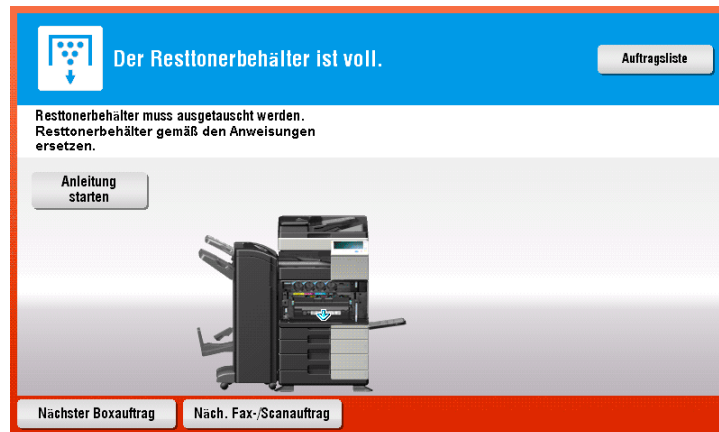 Der Resttonerbehälter ist voll.
Auftragsliste
Resttonerbehälter muss ausgetauscht werden.
Resttonerbehälter gemäß den Anweisungen
ersetzen.
Anleitung
starten
Nächster Boxauftrag
Näch. Fax-/Scanauftrag